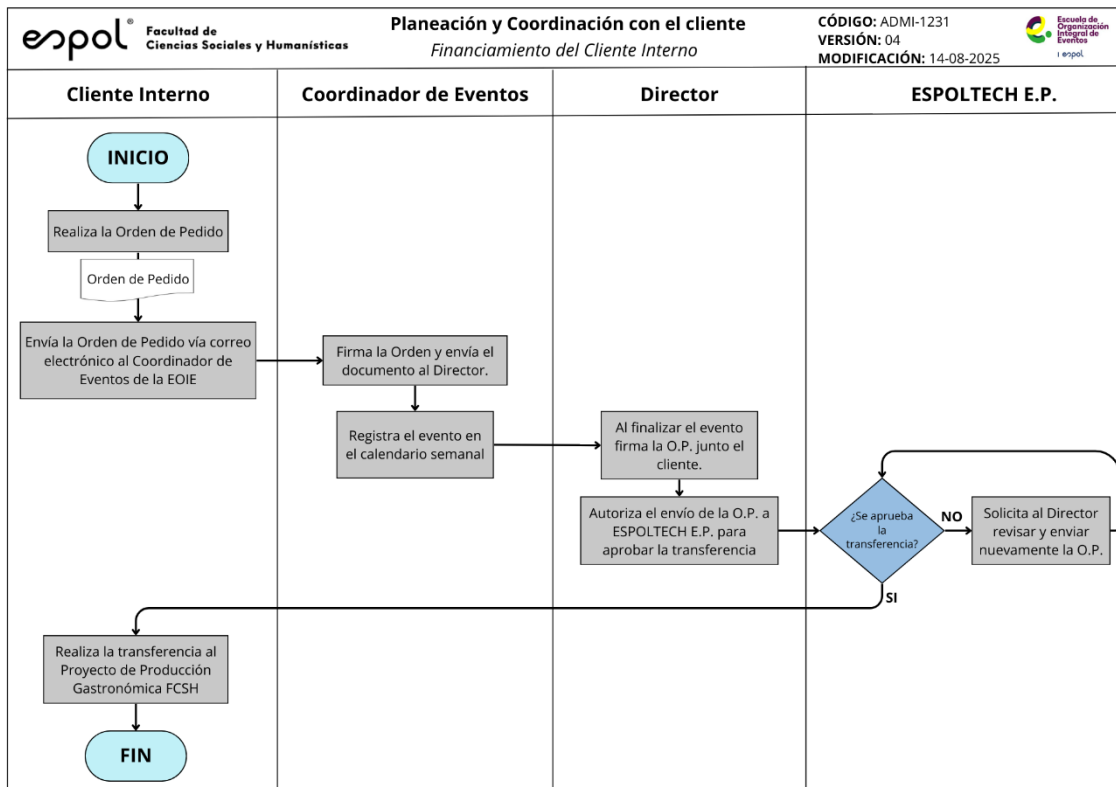 espol®
Facultad de
Ciencias Sociales y Humanísticas
Planeación y Coordinación con el cliente
Financiamiento del Cliente Interno
CÓDIGO: ADMI-1231
VERSIÓN: 04
MODIFICACIÓN: 14-08-2025
Escuela de
Organización
Integral de
Eventos
espol
Cliente Interno
Coordinador de Eventos
Director
ESPOLTECH E.P.
INICIO
Realiza la Orden de Pedido
Orden de Pedido
Envía la Orden de Pedido vía correo
electrónico al Coordinador de
Eventos de la EOIE
Firma la Orden y envía el
documento al Director.
Registra el evento en
el calendario semanal
Al finalizar el evento
firma la O.P. junto el
cliente.
Autoriza el envío de la O.P. a
ESPOLTECH E.P. para
aprobar la transferencia
¿Se aprueba
la
transferencia?
NO
Solicita al Director
revisar y enviar
nuevamente la O.P.
SI
Realiza la transferencia al
Proyecto de Producción
Gastronómica FCSH
FIN